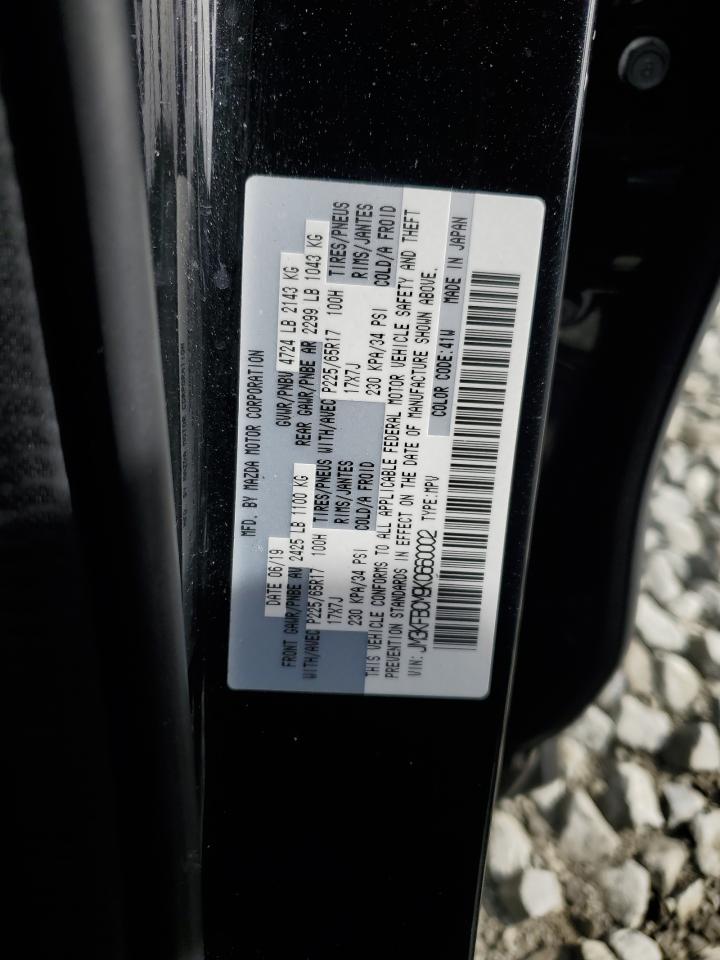 MFD. BY MAZDA MOTOR CORPORATION
DATE 06/19 GVWR/PNBV 4724 LB 2143 KG
FRONT GAWR/PNBE AV 2425 LB 1100 KG REAR GAWR/PNBE AR 2299 LB 1043 KG
WITH/AVEC P225/65R17 100H TIRES/PNEUS WITH/AVEC P225/65R17 100H TIRES/PNEUS
17X7J RIMS/JANTES 17X7J RIMS/JANTES
230 KPA/34 PSI COLD/A FROID 230 KPA/34 PSI COLD/A FROID
THIS VEHICLE CONFORMS TO ALL APPLICABLE FEDERAL MOTOR VEHICLE SAFETY AND THEFT
PREVENTION STANDARDS IN EFFECT ON THE DATE OF MANUFACTURE SHOWN ABOVE.
VIN: JM3KFBCM9K0660002 TYPE:MPV COLOR CODE:41W MADE IN JAPAN